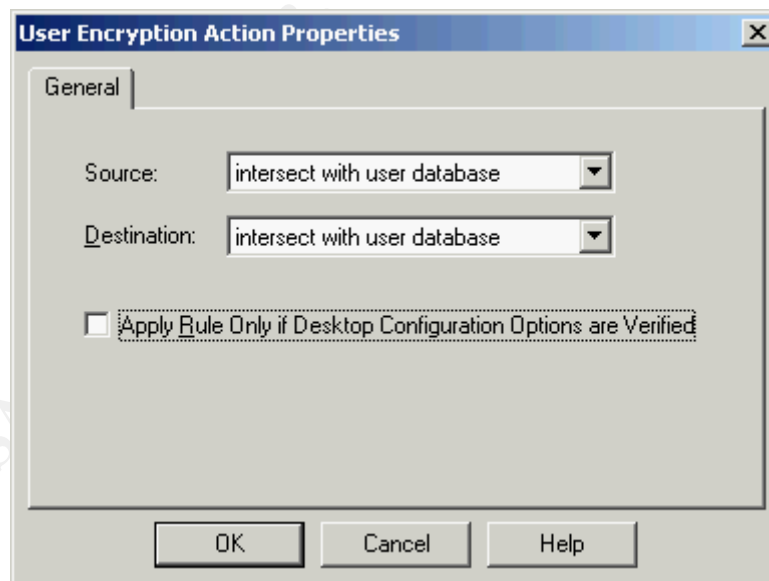 User Encryption Action Properties
General
Source: intersect with user database
Destination: intersect with user database
Apply Rule Only if Desktop Configuration Options are Verified
OK Cancel Help